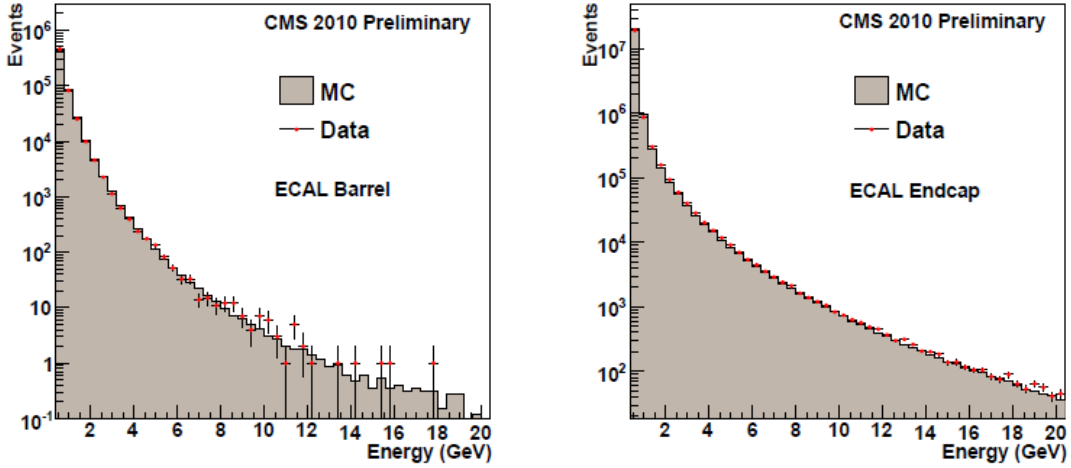 Events
10^6
10^5
10^4
10^3
10^2
10
1
10^-1
CMS 2010 Preliminary
MC
Data
ECAL Barrel
2 4 6 8 10 12 14 16 18 20
Energy (GeV)
Events
10^7
10^6
10^5
10^4
10^3
10^2
CMS 2010 Preliminary
MC
Data
ECAL Endcap
2 4 6 8 10 12 14 16 18 20
Energy (GeV)